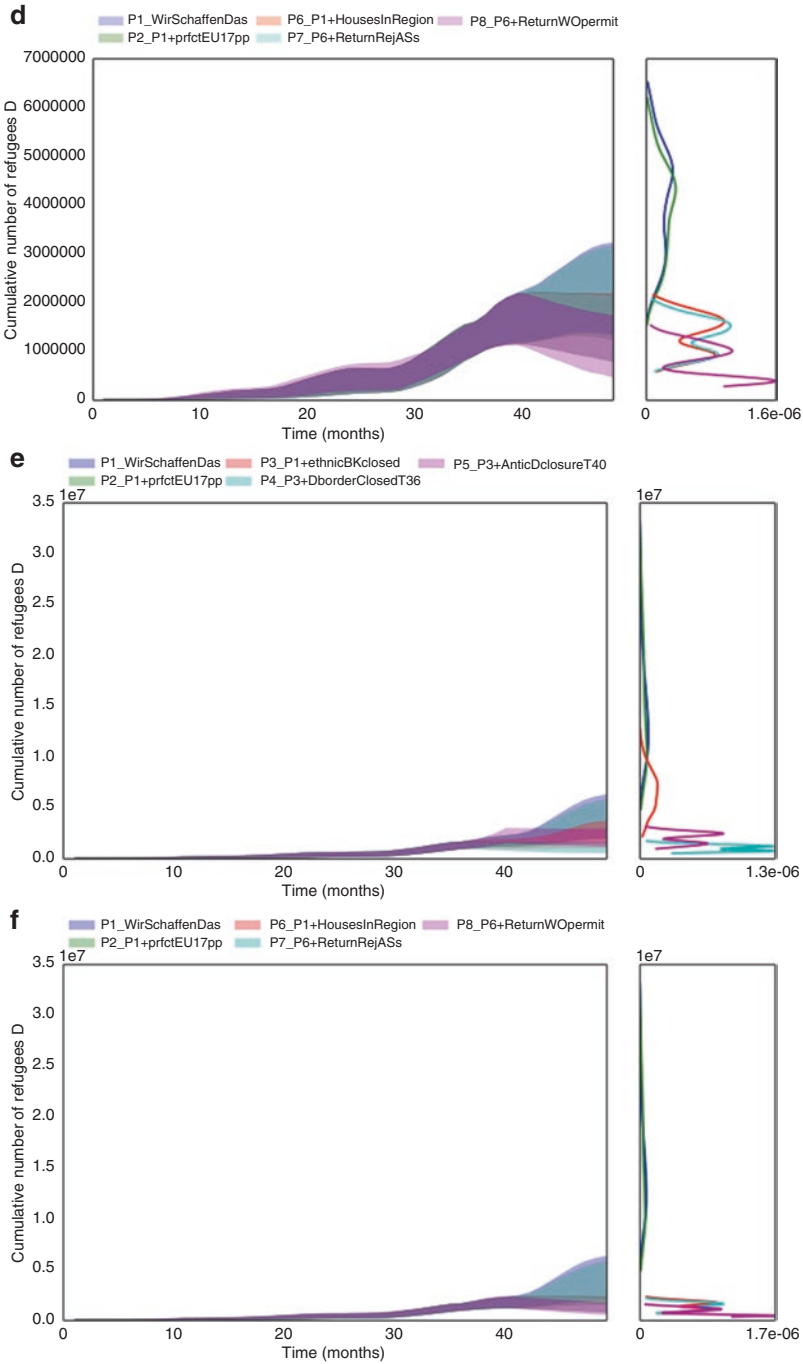 d
P1_WirSchaffenDas P6_P1+HousesInRegion P8_P6+ReturnWOpermit
P2_P1+prfctEU17pp P7_P6+ReturnRejASs
7000000
6000000
5000000
4000000
3000000
2000000
1000000
0
Cumulative number of refugees D
0 10 20 30 40 0 1.6e-06
Time (months)
e
P1_WirSchaffenDas P3_P1+ethnicBKclosed P5_P3+AnticDclosureT40
P2_P1+prfctEU17pp P4_P3+DborderClosedT36
1e7 1e7
3.5
3.0
2.5
2.0
1.5
1.0
0.5
0.0
Cumulative number of refugees D
0 10 20 30 40 0 1.3e-06
Time (months)
f
P1_WirSchaffenDas P6_P1+HousesInRegion P8_P6+ReturnWOpermit
P2_P1+prfctEU17pp P7_P6+ReturnRejASs
1e7 1e7
3.5
3.0
2.5
2.0
1.5
1.0
0.5
0.0
Cumulative number of refugees D
0 10 20 30 40 0 1.7e-06
Time (months)